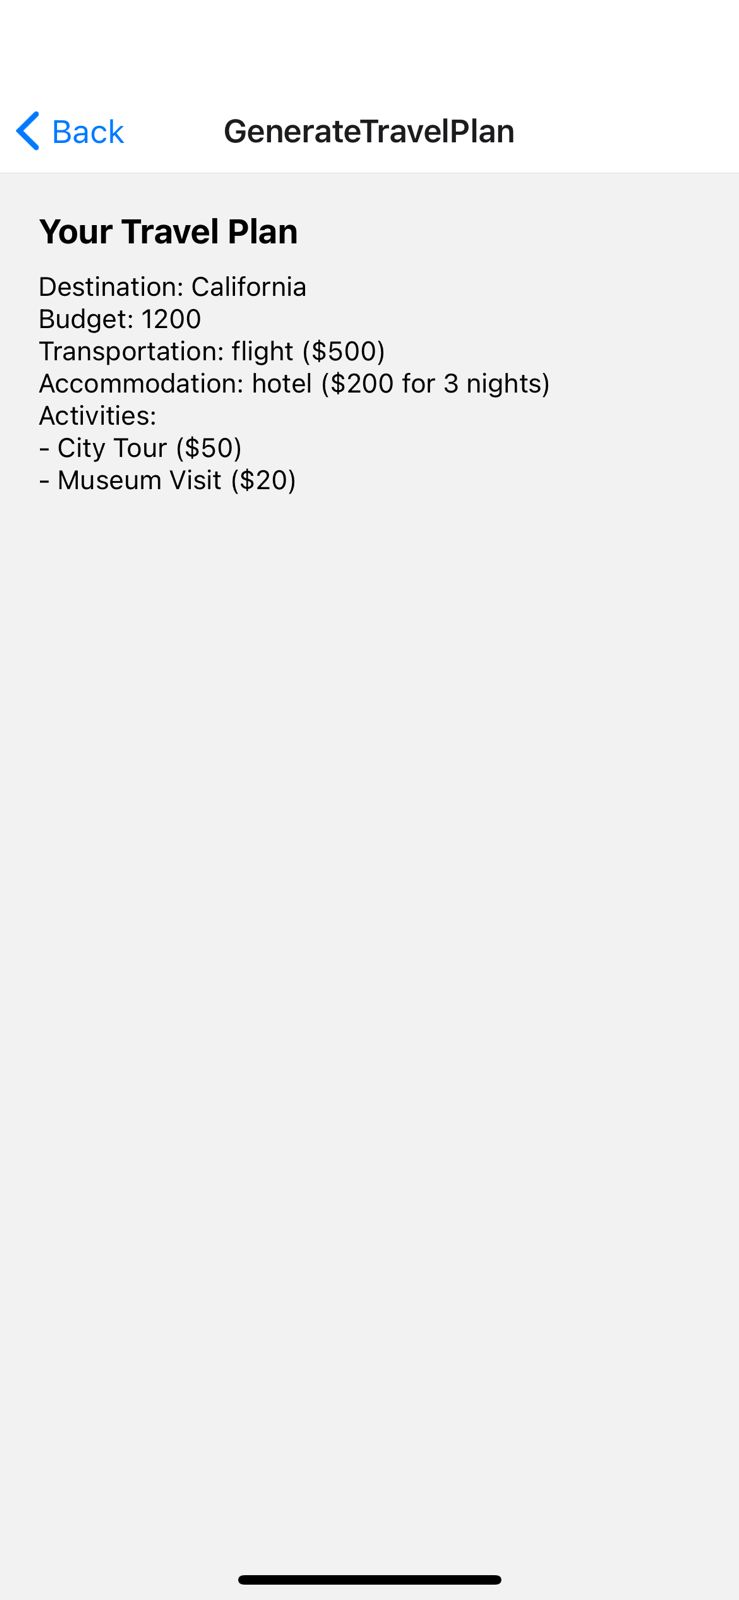 Back
GenerateTravelPlan
Your Travel Plan
Destination: California
Budget: 1200
Transportation: flight ($500)
Accommodation: hotel ($200 for 3 nights)
Activities:
- City Tour ($50)
- Museum Visit ($20)